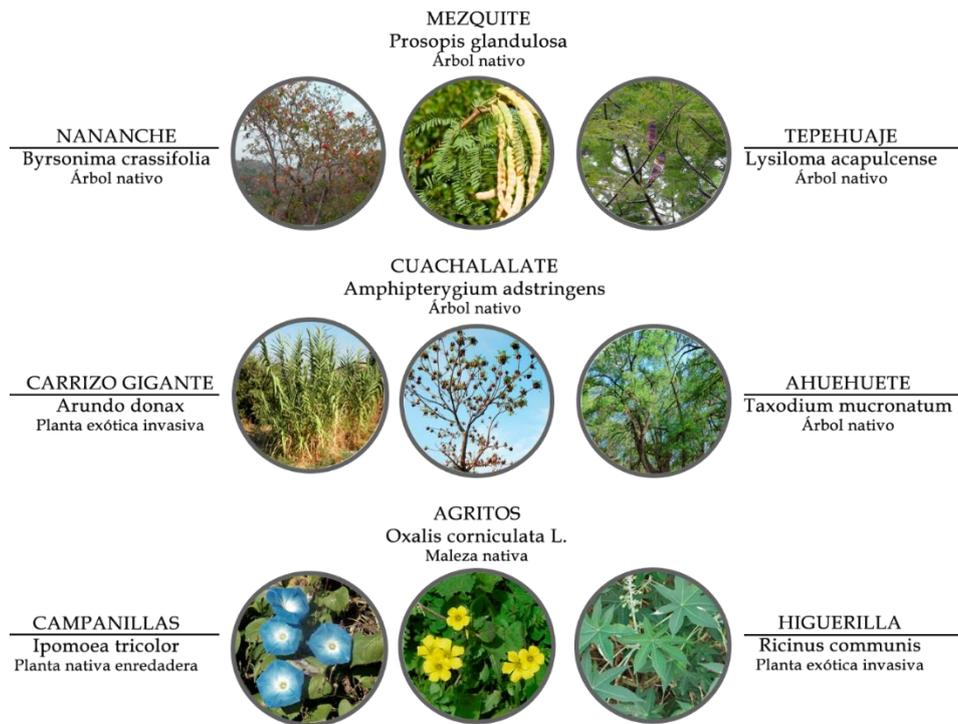 MEZQUITE
Prosopis glandulosa
Árbol nativo
NANANCHE
Byrsonima crassifolia
Árbol nativo
TEPEHUAJE
Lysiloma acapulcense
Árbol nativo
CUACHALALATE
Amphipterygium adstringens
Árbol nativo
CARRIZO GIGANTE
Arundo donax
Planta exótica invasiva
AHUEHUETE
Taxodium mucronatum
Árbol nativo
AGRITOS
Oxalis corniculata L.
Maleza nativa
CAMPANILLAS
Ipomoea tricolor
Planta nativa enredadera
HIGUERILLA
Ricinus communis
Planta exótica invasiva